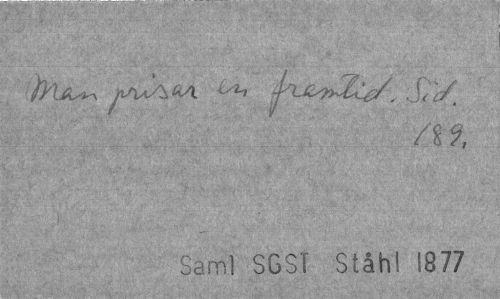 Man prisar en framtid. Sid.
189.
Saml SGST Ståhl 1877